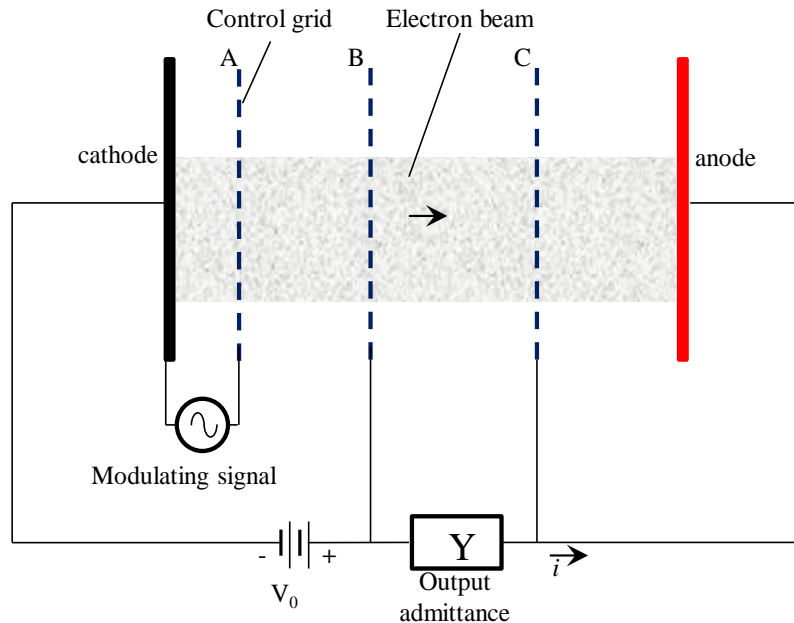 Control grid
Electron beam
A
B
C
cathode
anode
Modulating signal
- +
V0
Y
i
Output
admittance